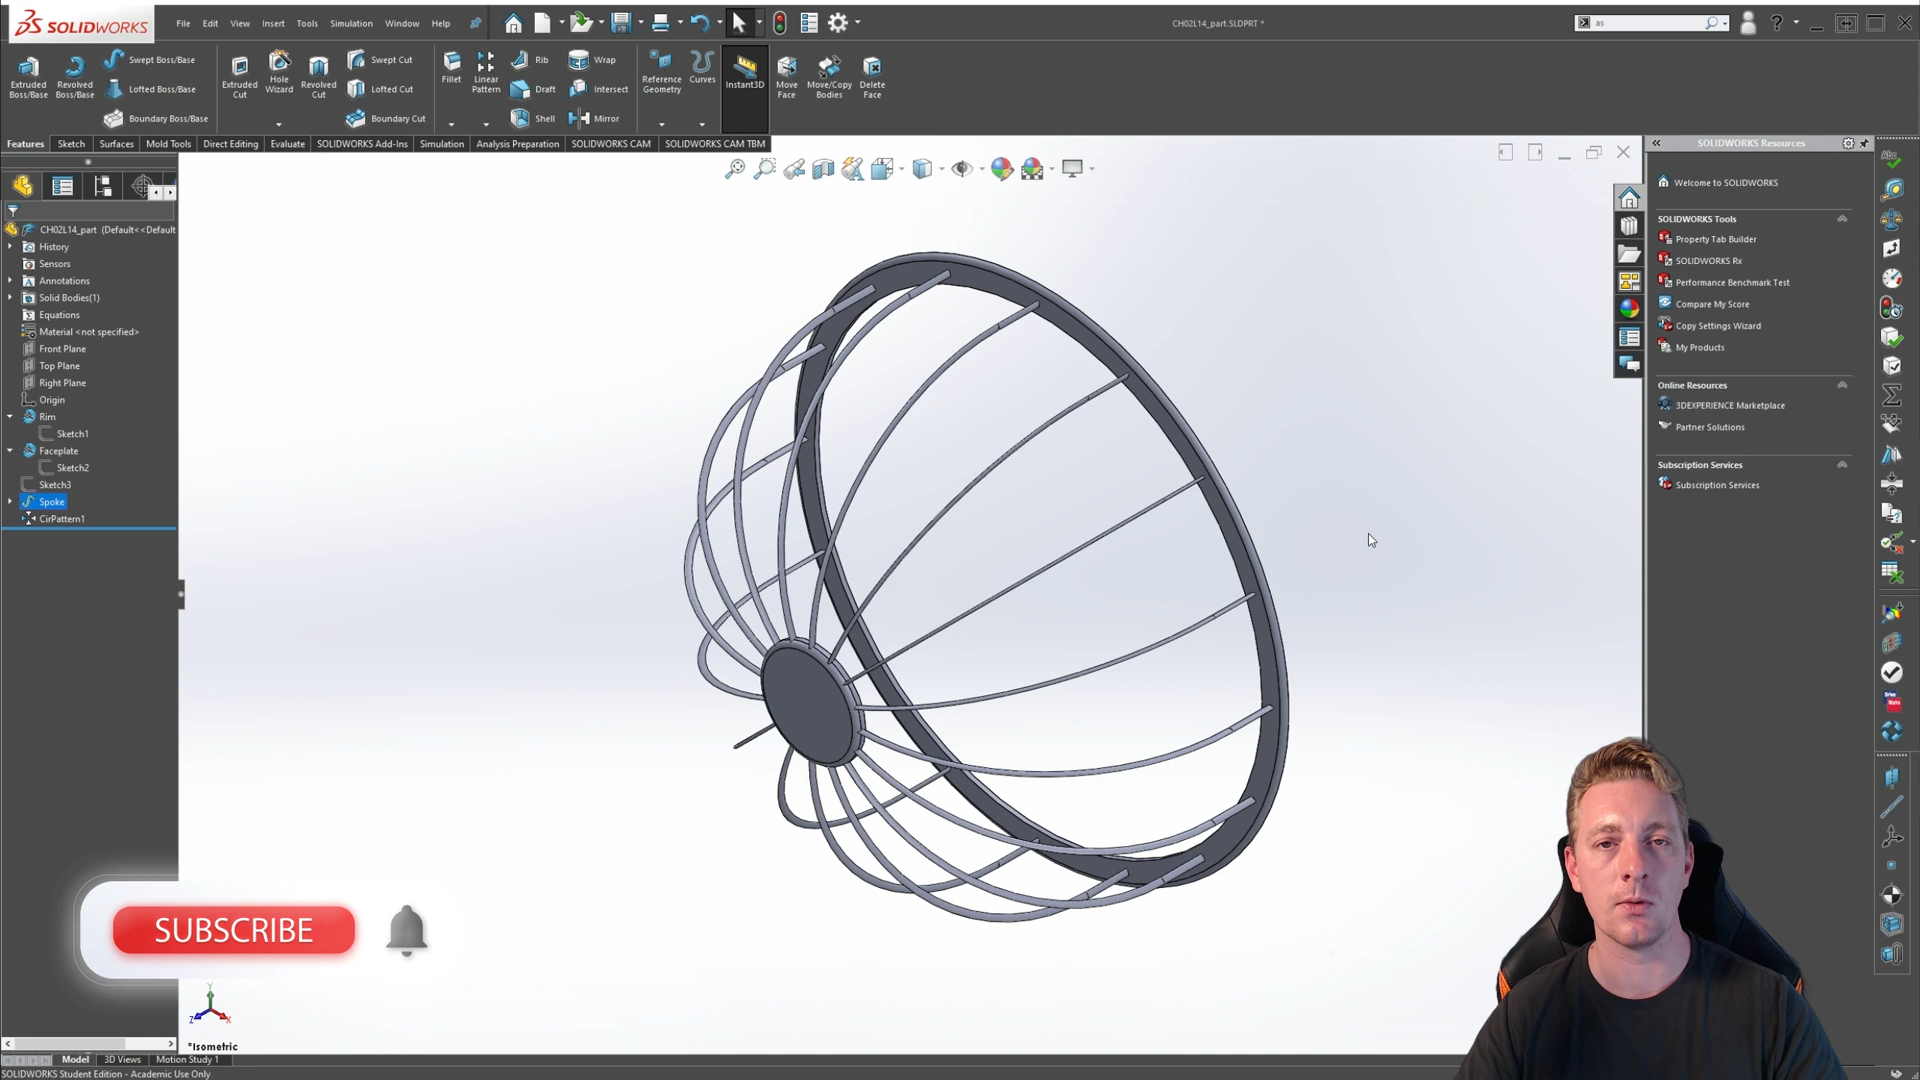 SOLIDWORKS
File Edit View Insert Tools Simulation Window Help
CH02L14_part.SLDPRT *
as
Extruded Boss/Base
Revolved Boss/Base
Swept Boss/Base
Lofted Boss/Base
Boundary Boss/Base
Extruded Cut
Hole Wizard
Revolved Cut
Swept Cut
Lofted Cut
Boundary Cut
Fillet
Linear Pattern
Rib
Draft
Shell
Wrap
Intersect
Mirror
Reference Geometry
Curves
Instant3D
Move Face
Move/Copy Bodies
Delete Face
Features Sketch Surfaces Mold Tools Direct Editing Evaluate SOLIDWORKS Add-Ins Simulation Analysis Preparation SOLIDWORKS CAM SOLIDWORKS CAM TBM
CH02L14_part (Default<<Default
History
Sensors
Annotations
Solid Bodies(1)
Equations
Material <not specified>
Front Plane
Top Plane
Right Plane
Origin
Rim
Sketch1
Faceplate
Sketch2
Sketch3
Spoke
CirPattern1
SOLIDWORKS Resources
Welcome to SOLIDWORKS
SOLIDWORKS Tools
Property Tab Builder
SOLIDWORKS Rx
Performance Benchmark Test
Compare My Score
Copy Settings Wizard
My Products
Online Resources
3DEXPERIENCE Marketplace
Partner Solutions
Subscription Services
Subscription Services
SUBSCRIBE
Y
Z X
*Isometric
Model 3D Views Motion Study 1
SOLIDWORKS Student Edition - Academic Use Only